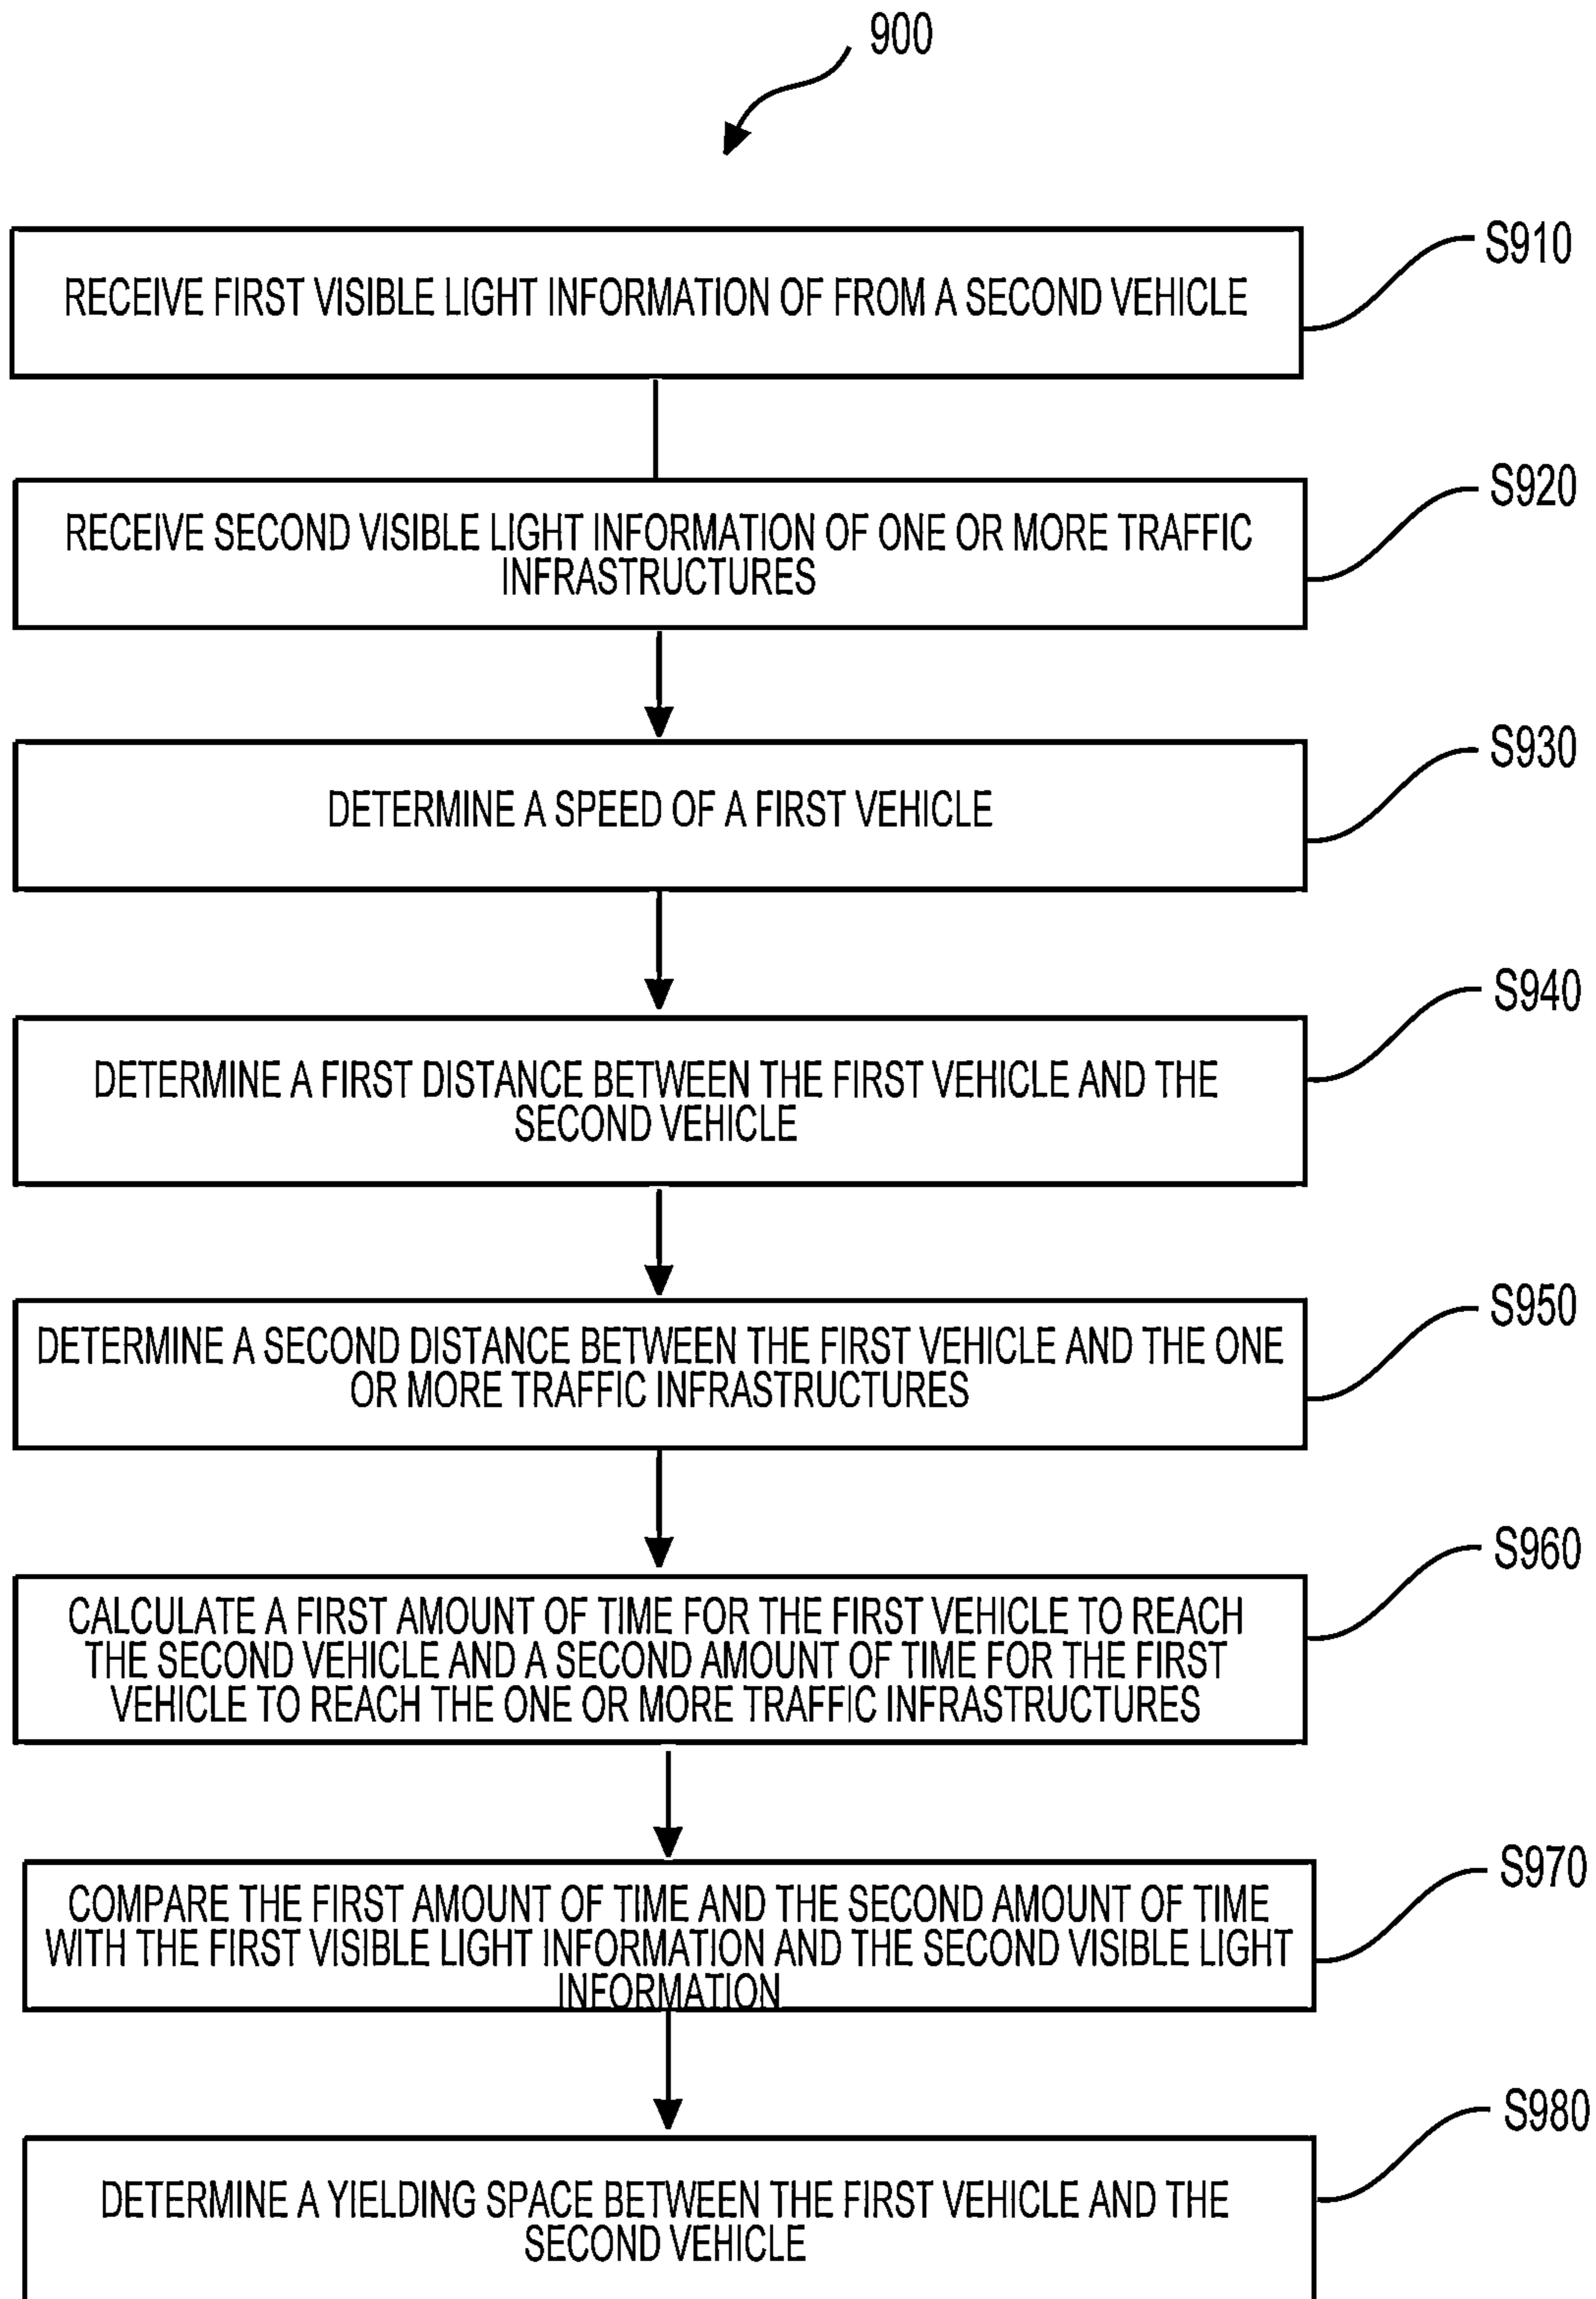 900
RECEIVE FIRST VISIBLE LIGHT INFORMATION OF FROM A SECOND VEHICLE
S910
RECEIVE SECOND VISIBLE LIGHT INFORMATION OF ONE OR MORE TRAFFIC
INFRASTRUCTURES
S920
DETERMINE A SPEED OF A FIRST VEHICLE
S930
DETERMINE A FIRST DISTANCE BETWEEN THE FIRST VEHICLE AND THE
SECOND VEHICLE
S940
DETERMINE A SECOND DISTANCE BETWEEN THE FIRST VEHICLE AND THE ONE
OR MORE TRAFFIC INFRASTRUCTURES
S950
CALCULATE A FIRST AMOUNT OF TIME FOR THE FIRST VEHICLE TO REACH
THE SECOND VEHICLE AND A SECOND AMOUNT OF TIME FOR THE FIRST
VEHICLE TO REACH THE ONE OR MORE TRAFFIC INFRASTRUCTURES
S960
COMPARE THE FIRST AMOUNT OF TIME AND THE SECOND AMOUNT OF TIME
WITH THE FIRST VISIBLE LIGHT INFORMATION AND THE SECOND VISIBLE LIGHT
INFORMATION
S970
DETERMINE A YIELDING SPACE BETWEEN THE FIRST VEHICLE AND THE
SECOND VEHICLE
S980